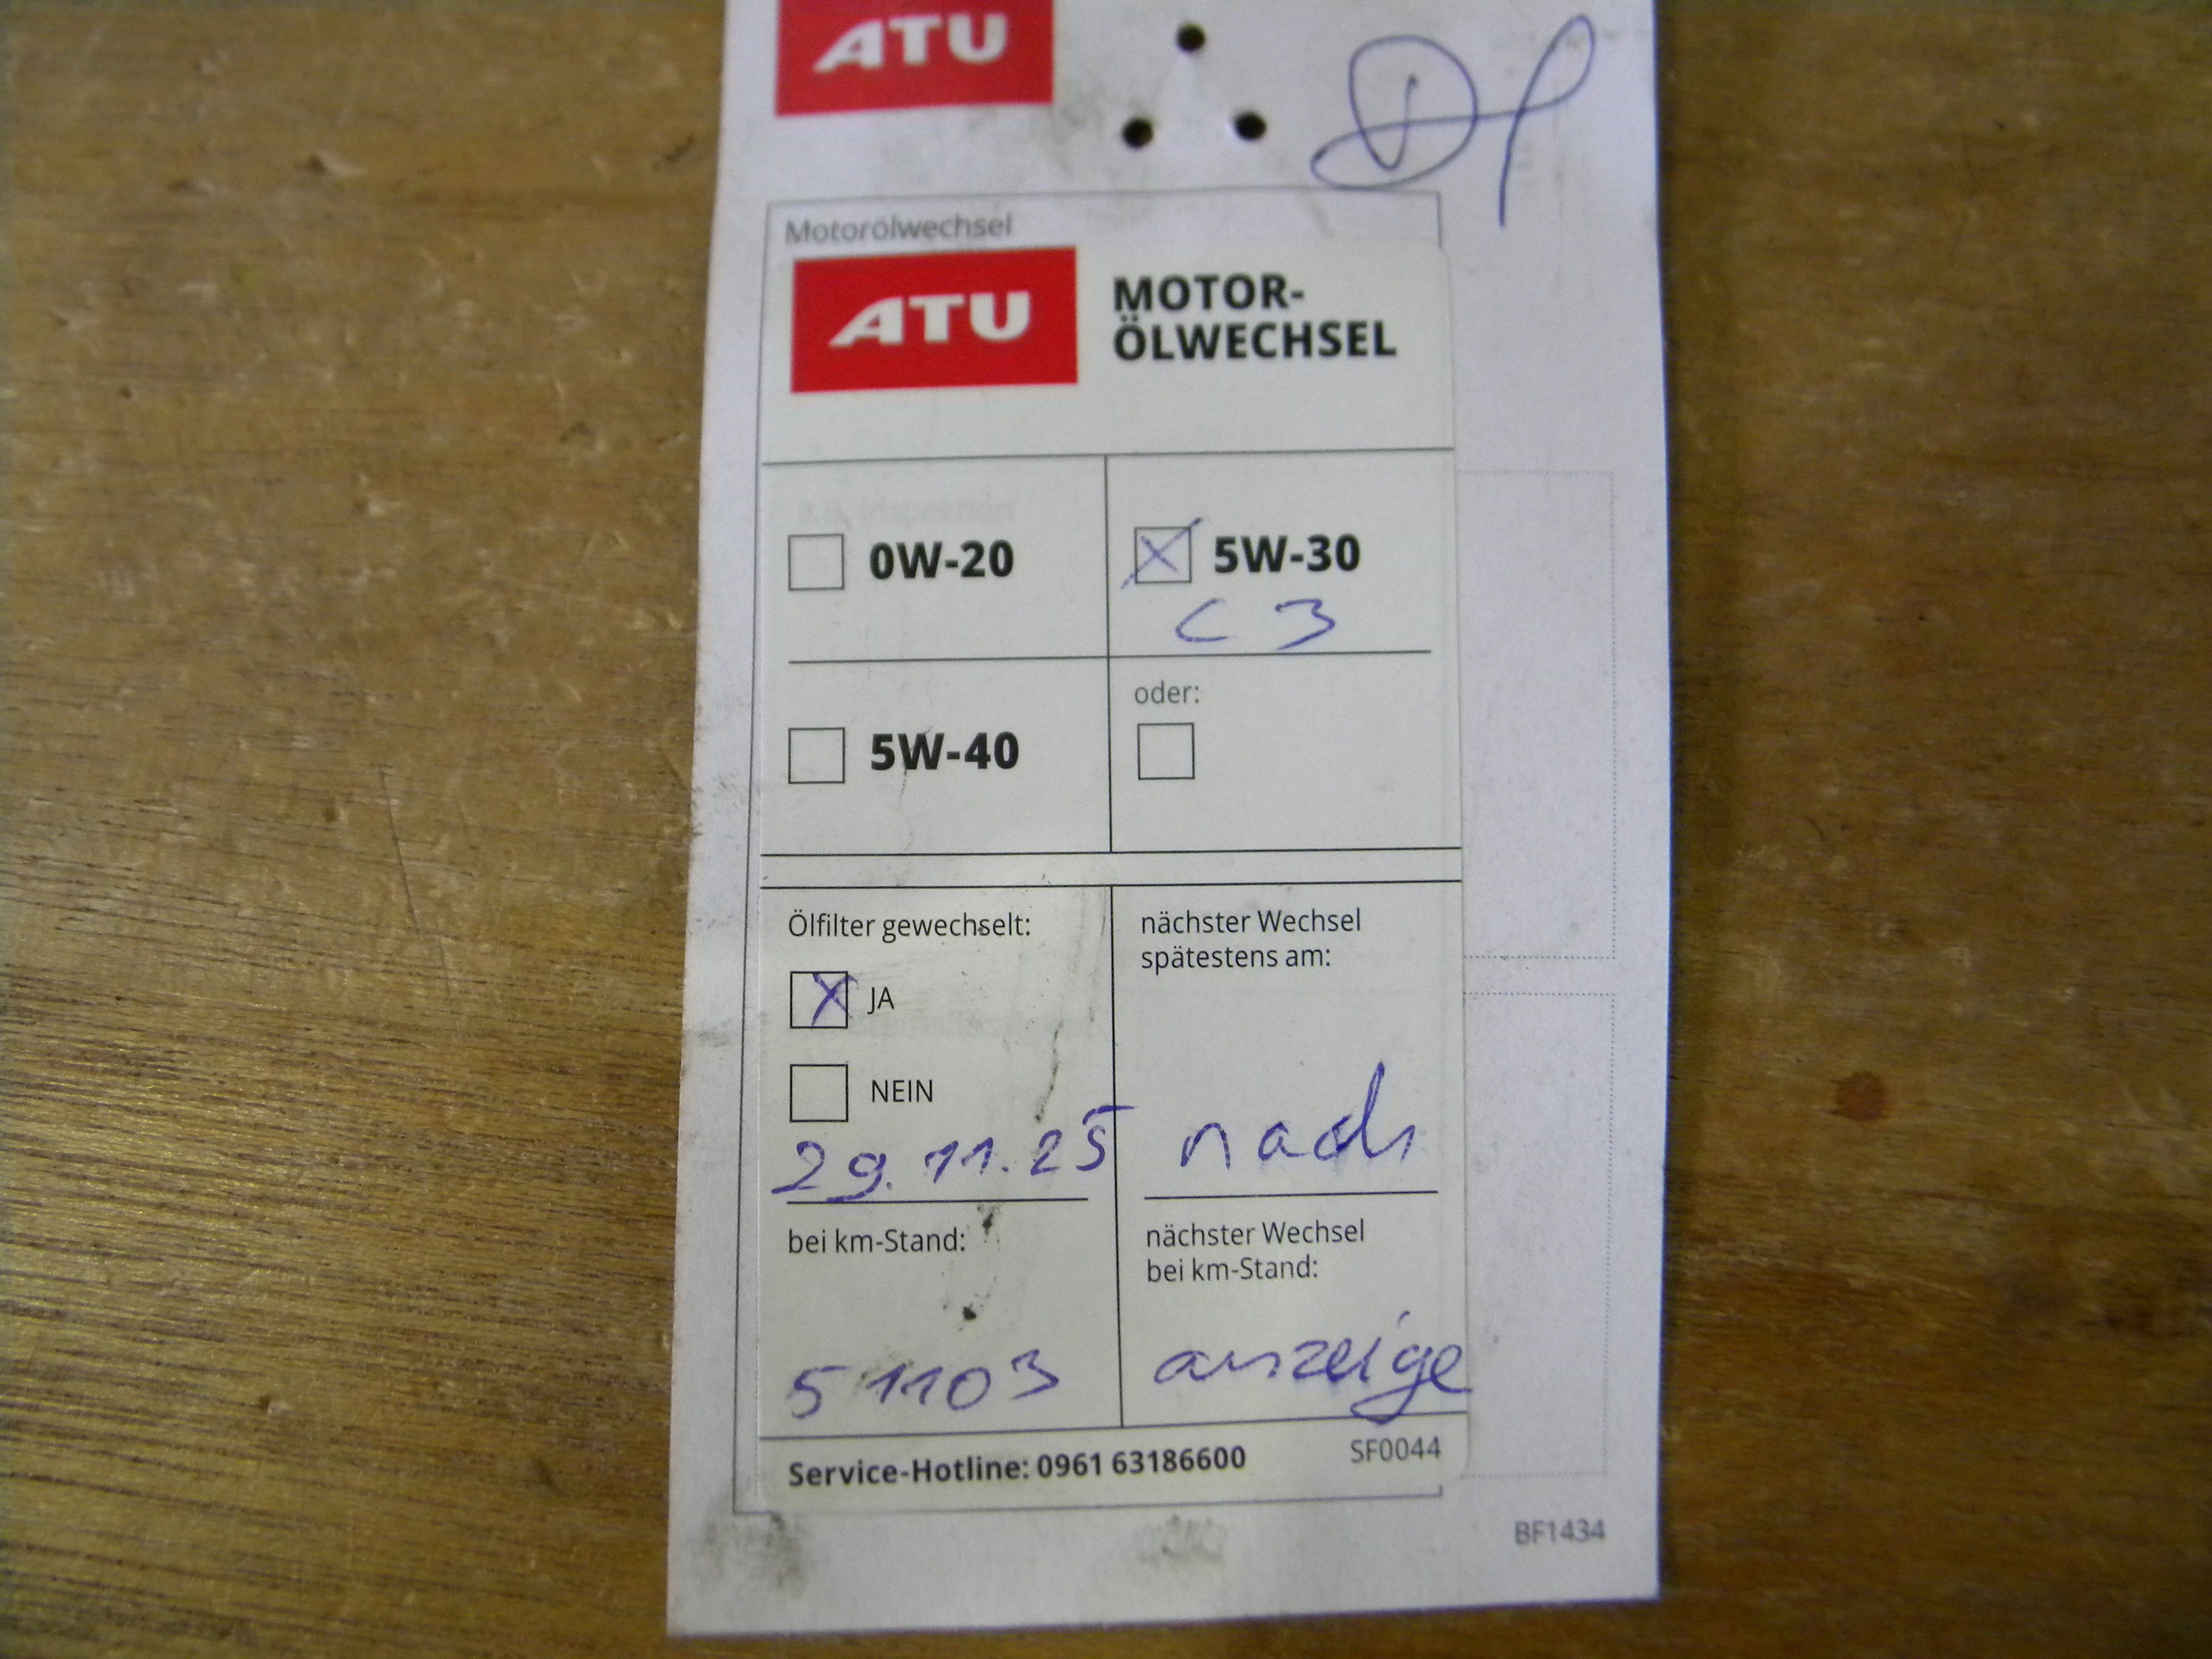 ATU
Motorölwechsel
ATU
MOTOR-
ÖLWECHSEL
0W-20
5W-30
C3
5W-40
oder:
Ölfilter gewechselt:
JA
NEIN
29.11.25
nächster Wechsel
spätestens am:
nach
bei km-Stand:
51103
nächster Wechsel
bei km-Stand:
anzeige
Service-Hotline: 0961 63186600
SF0044
BF1434